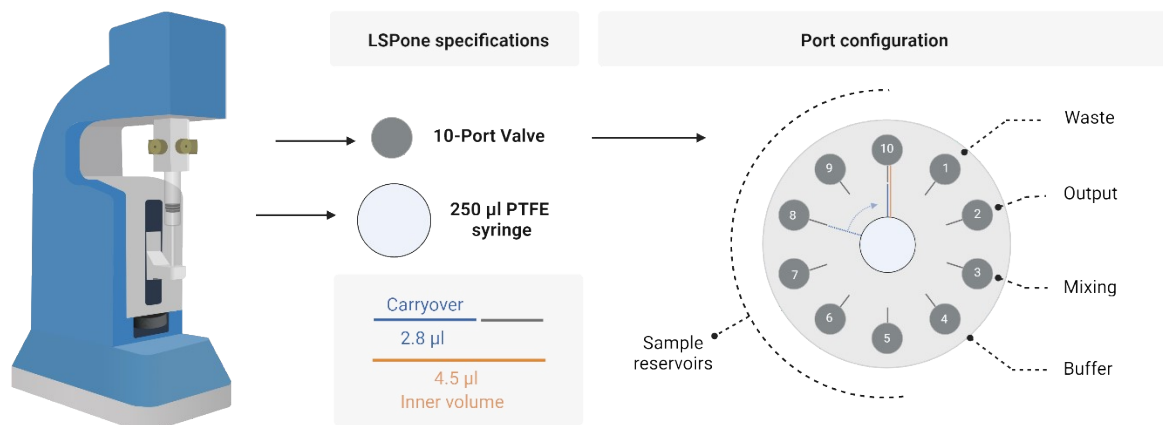 LSPone specifications
Port configuration
10-Port Valve
250 µl PTFE
syringe
Carryover
2.8 µl
4.5 µl
Inner volume
10
1
2
3
4
5
6
7
8
9
Waste
Output
Mixing
Buffer
Sample
reservoirs